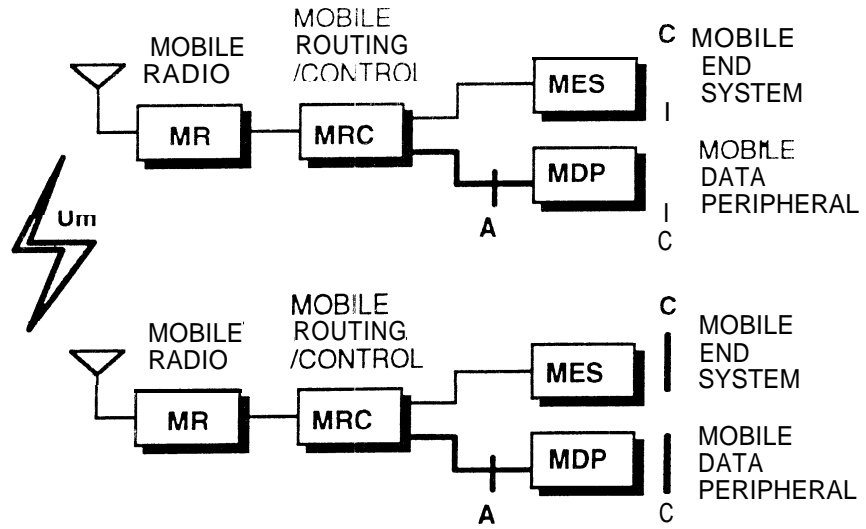 MOBILE
RADIO
MOBILE
ROUTING
/CONTROL
MR
MRC
MES
MDP
A
C
I
I
C
MOBILE
END
SYSTEM
MOBILE
DATA
PERIPHERAL
Um
MOBILE
RADIO
MOBILE
ROUTING
/CONTROL
MR
MRC
MES
MDP
A
C
C
MOBILE
END
SYSTEM
MOBILE
DATA
PERIPHERAL